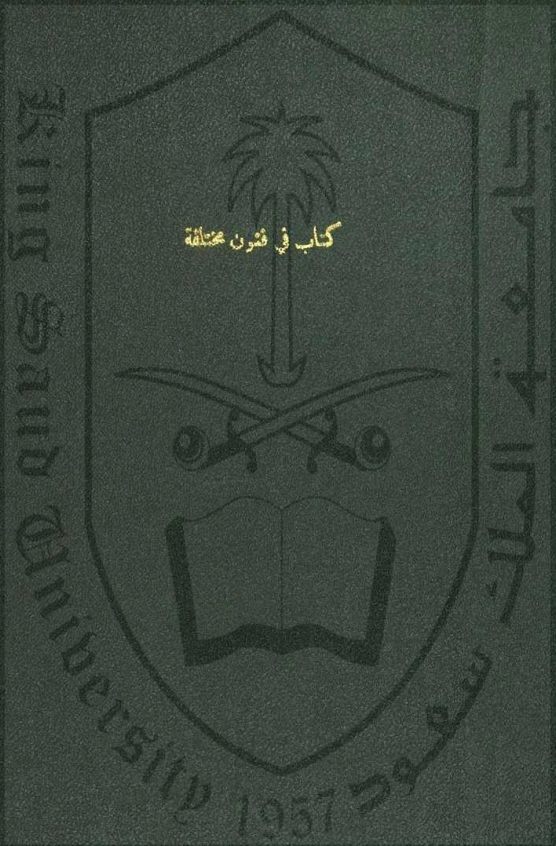 كتاب في فنون مختلفة
King Saud University
1957
جامعة الملك سعود